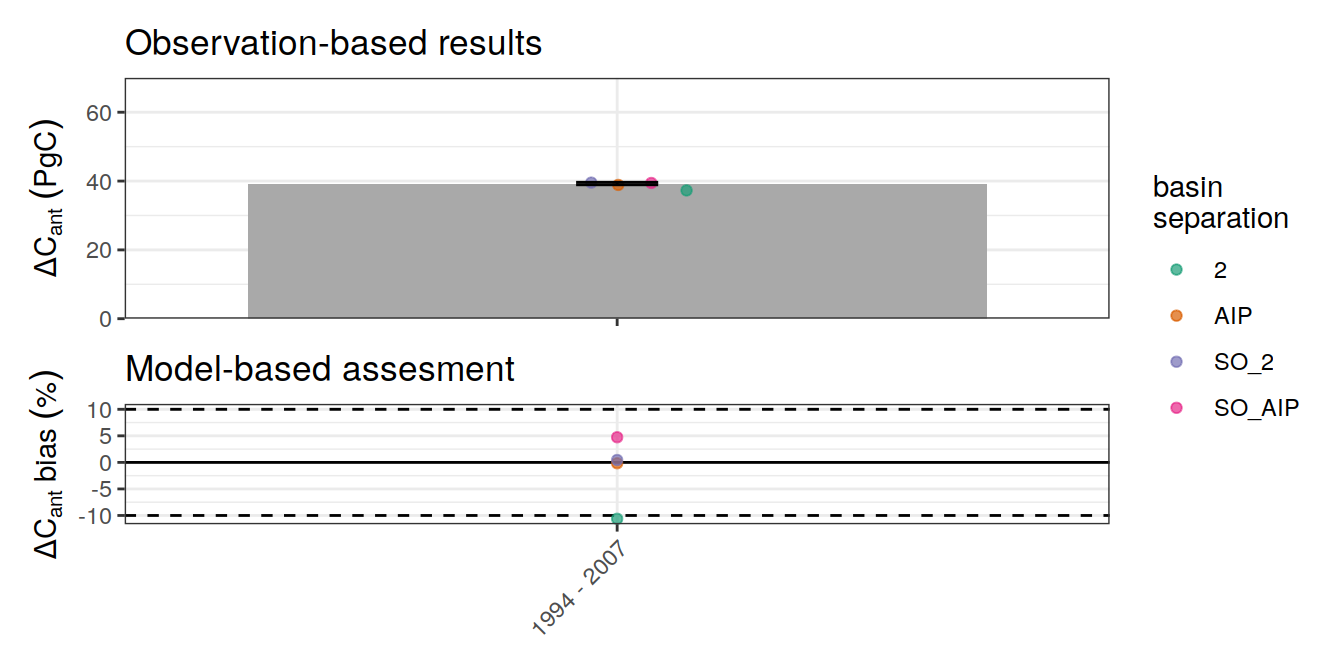 Observation-based results
ΔCant (PgC)
60
40
20
0
Model-based assesment
ΔCant bias (%)
10
5
0
-5
-10
1994 - 2007
basin
separation
2
AIP
SO_2
SO_AIP